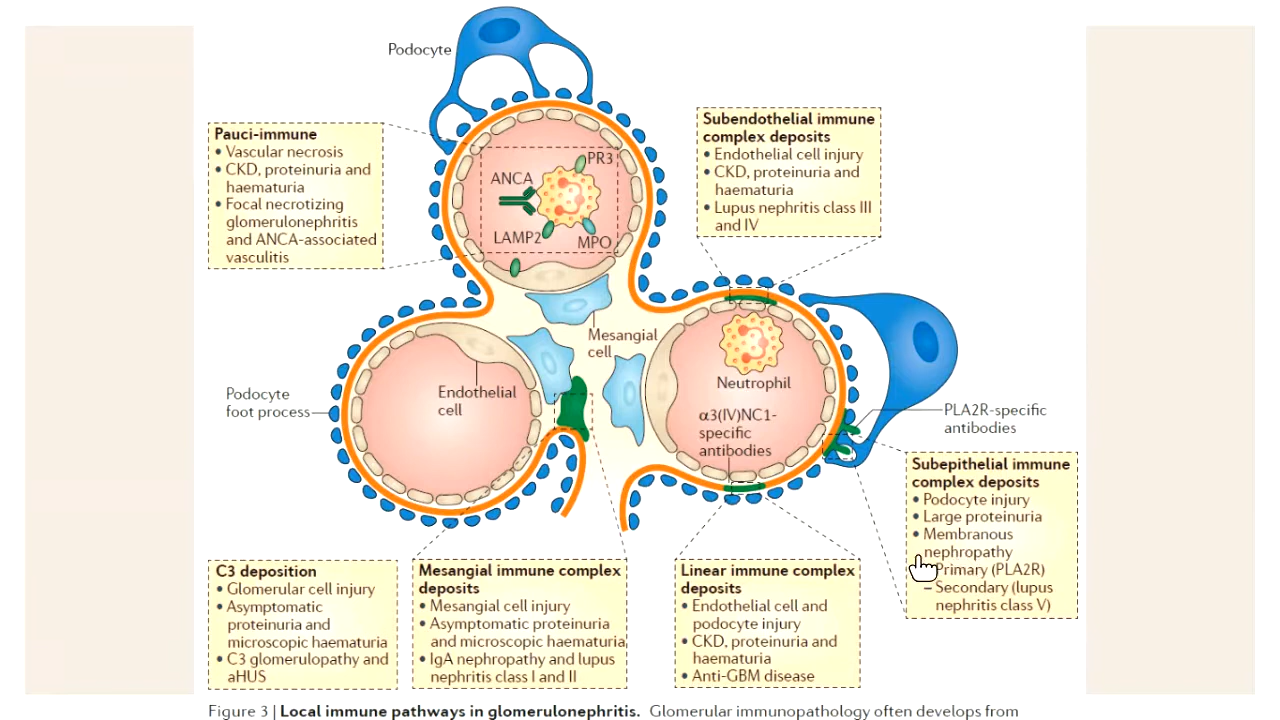 Podocyte
Pauci-immune
• Vascular necrosis
• CKD, proteinuria and
haematuria
• Focal necrotizing
glomerulonephritis
and ANCA-associated
vasculitis
PR3
ANCA
LAMP2
MPO
Subendothelial immune
complex deposits
• Endothelial cell injury
• CKD, proteinuria and
haematuria
• Lupus nephritis class III
and IV
Mesangial
cell
Endothelial
cell
Podocyte
foot process
Neutrophil
α3(IV)NC1-
specific
antibodies
PLA2R-specific
antibodies
Subepithelial immune
complex deposits
• Podocyte injury
• Large proteinuria
• Membranous
nephropathy
Primary (PLA2R)
– Secondary (lupus
nephritis class V)
C3 deposition
• Glomerular cell injury
• Asymptomatic
proteinuria and
microscopic haematuria
• C3 glomerulopathy and
aHUS
Mesangial immune complex
deposits
• Mesangial cell injury
• Asymptomatic proteinuria
and microscopic haematuria
• IgA nephropathy and lupus
nephritis class I and II
Linear immune complex
deposits
• Endothelial cell and
podocyte injury
• CKD, proteinuria and
haematuria
• Anti-GBM disease
Figure 3 | Local immune pathways in glomerulonephritis. Glomerular immunopathology often develops from